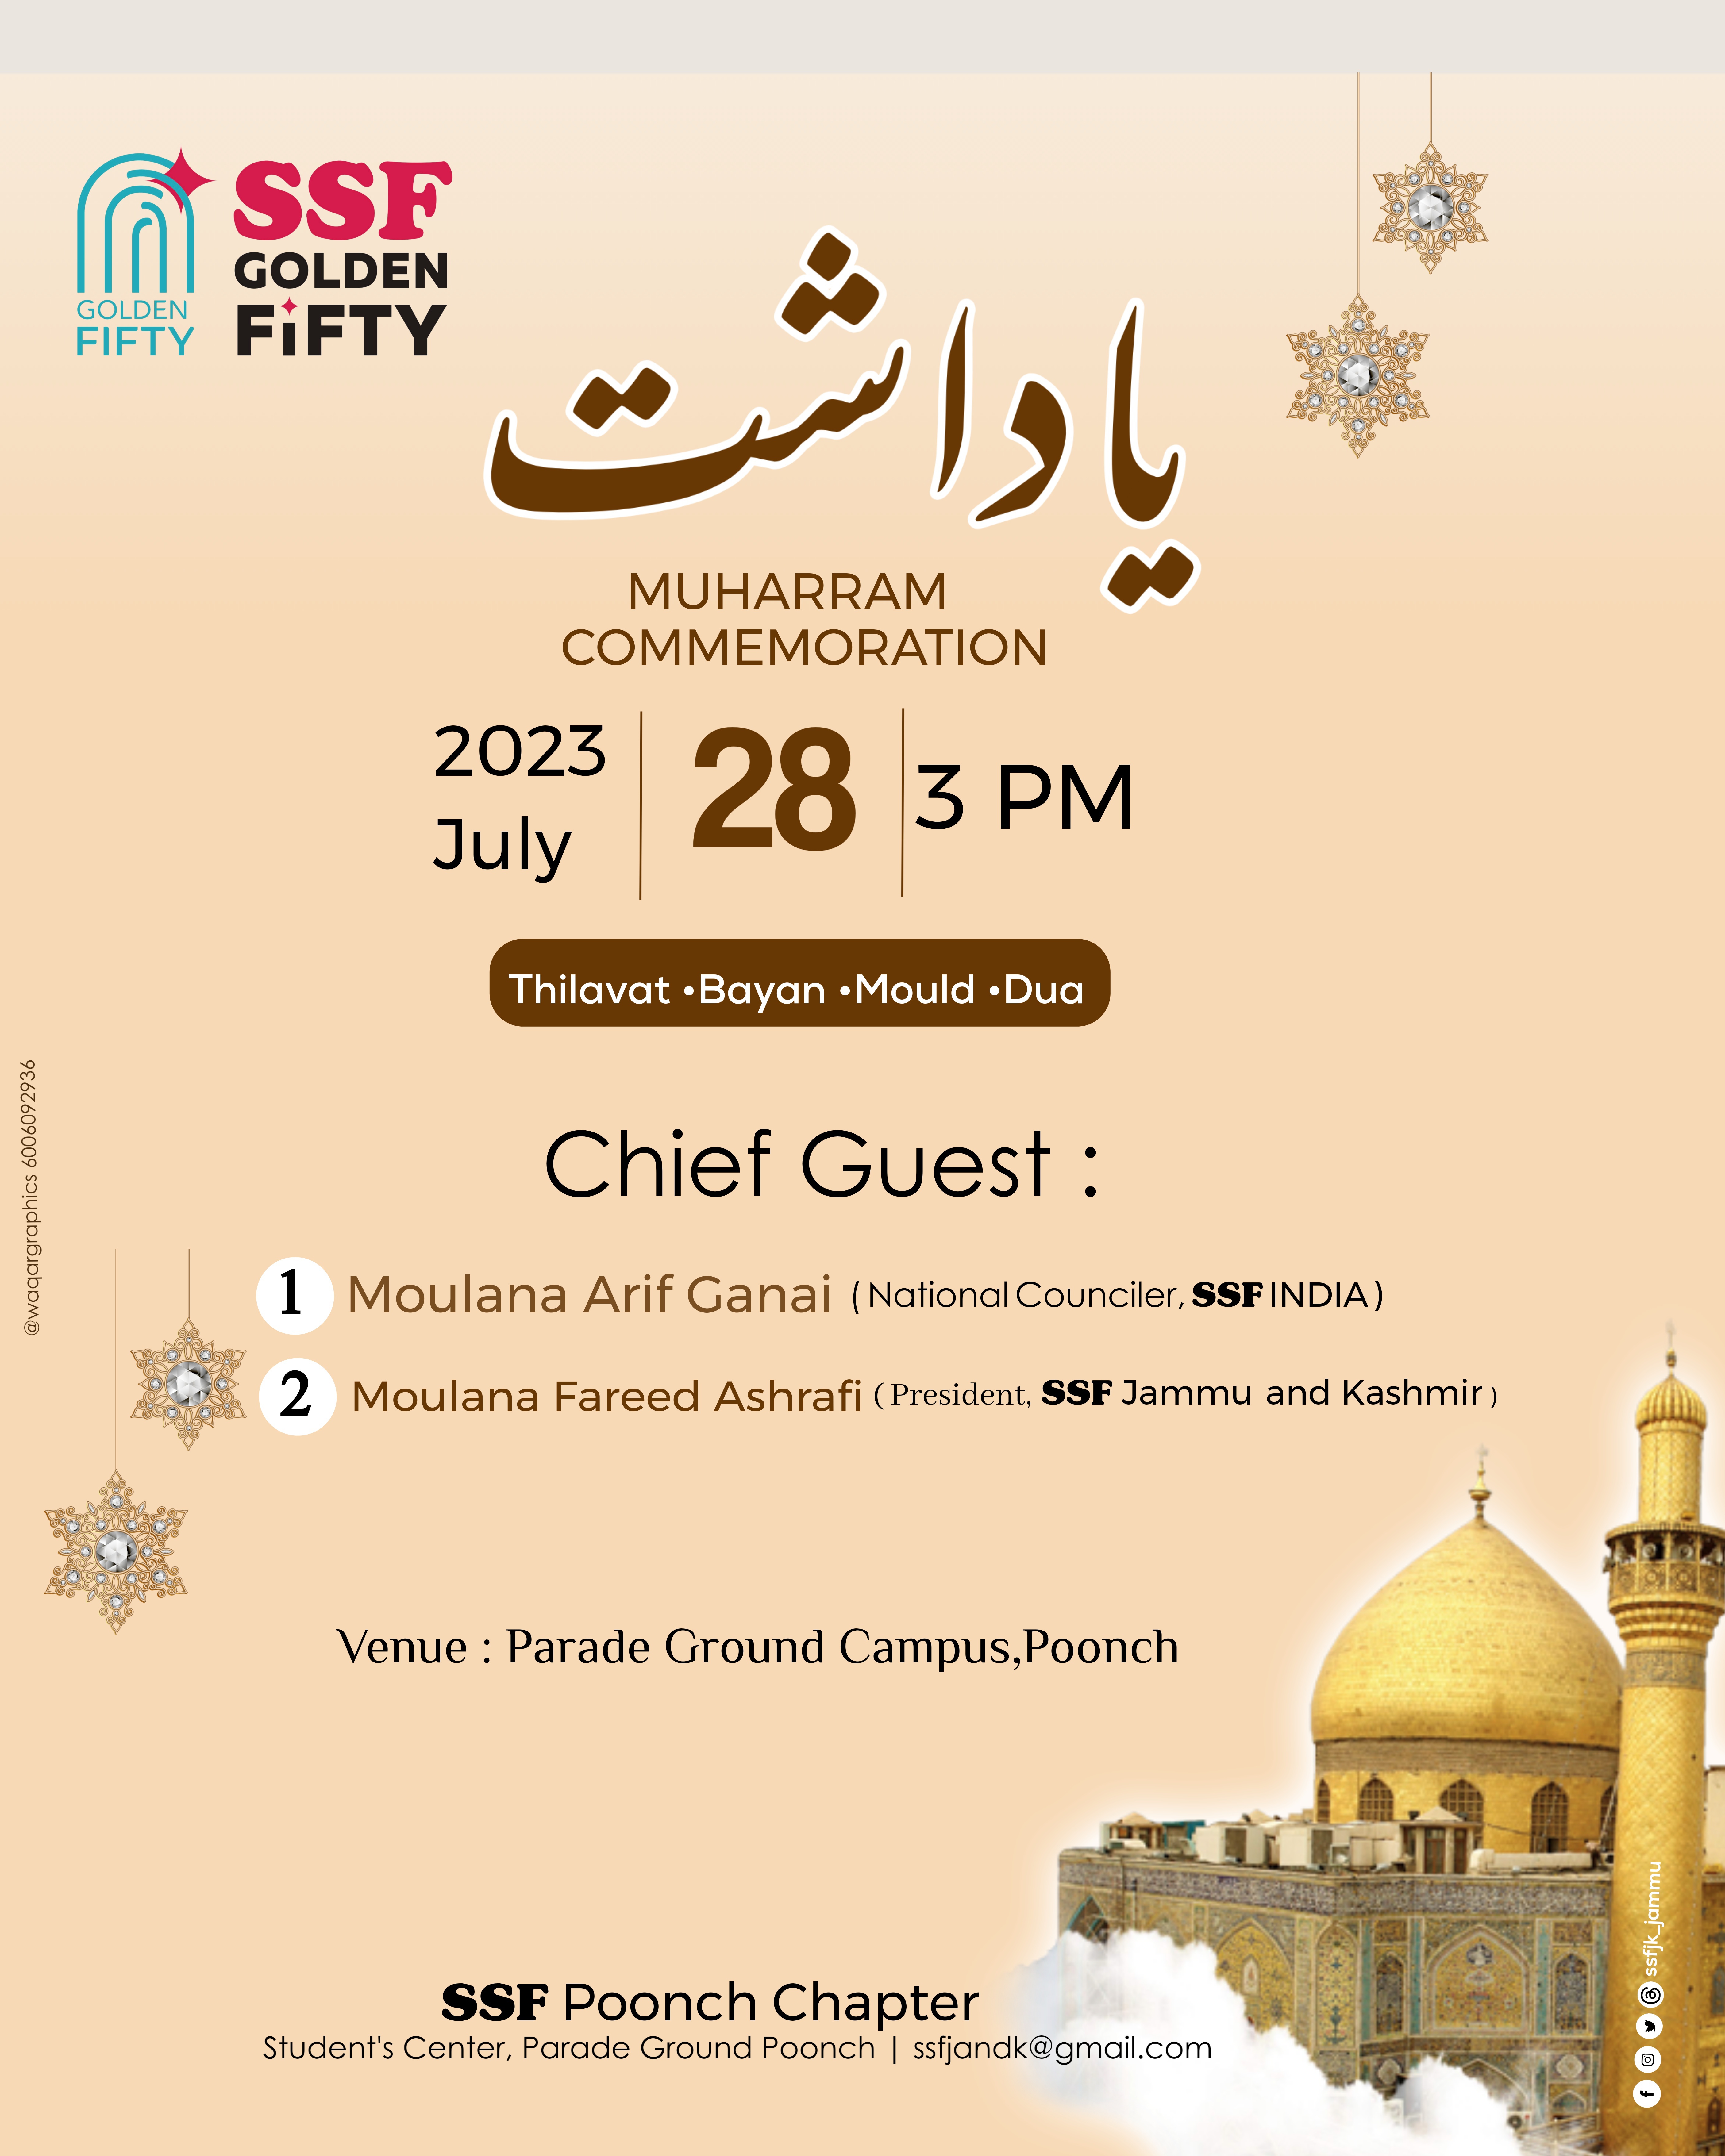 GOLDEN
FIFTY
SSF
GOLDEN
FiFTY
یاداشت
MUHARRAM
COMMEMORATION
2023
July
28
3 PM
Thilavat •Bayan •Mould •Dua
Chief Guest :
1 Moulana Arif Ganai ( National Counciler, SSF INDIA )
2 Moulana Fareed Ashrafi ( President, SSF Jammu and Kashmir )
@waqargraphics 6006092936
Venue : Parade Ground Campus,Poonch
SSF Poonch Chapter
Student's Center, Parade Ground Poonch | ssfjandk@gmail.com
ssfjk_jammu